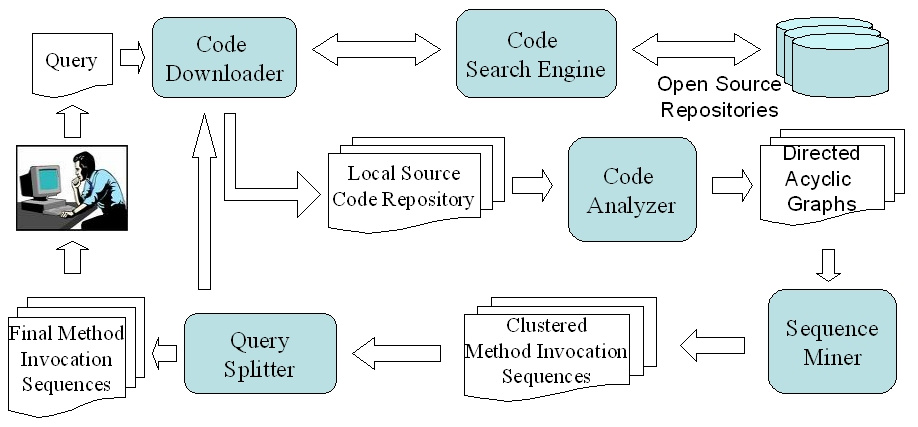 Query
Code
Downloader
Code
Search Engine
Open Source
Repositories
Local Source
Code Repository
Code
Analyzer
Directed
Acyclic
Graphs
Sequence
Miner
Clustered
Method Invocation
Sequences
Query
Splitter
Final Method
Invocation
Sequences